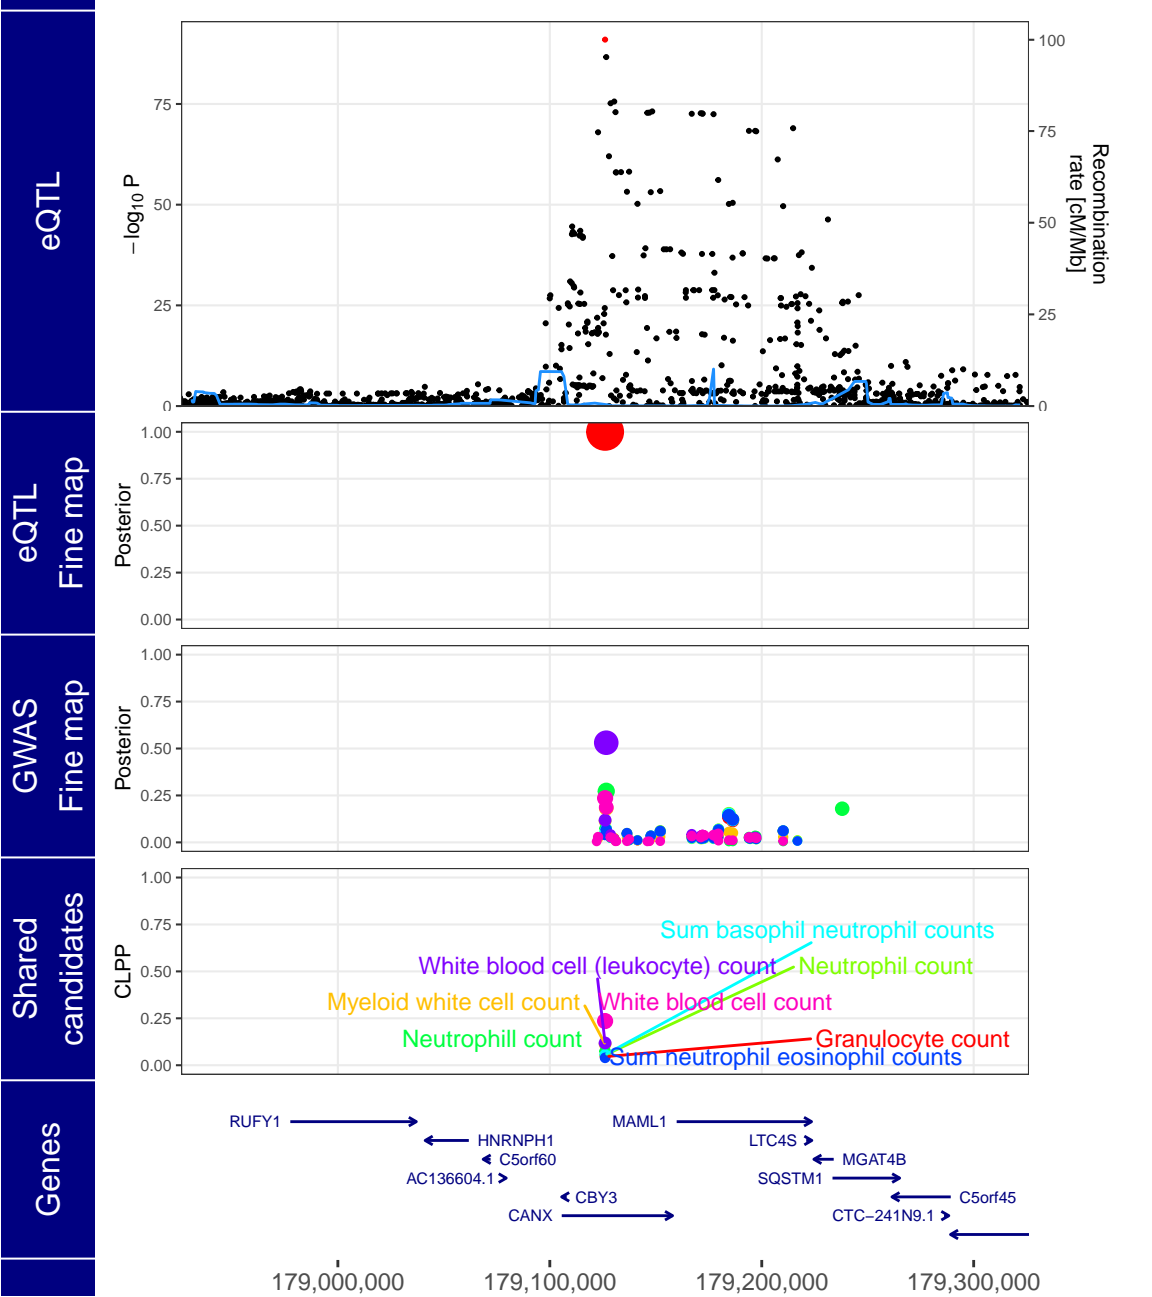 eQTL
−log10 P
75
50
25
0
100
75
50
25
0
Recombination
rate [cM/Mb]
eQTL
Fine map
Posterior
1.00
0.75
0.50
0.25
0.00
GWAS
Fine map
Posterior
1.00
0.75
0.50
0.25
0.00
Shared
candidates
CLPP
1.00
0.75
0.50
0.25
0.00
Sum basophil neutrophil counts
White blood cell (leukocyte) count
Neutrophil count
Myeloid white cell count
White blood cell count
Neutrophill count
Granulocyte count
Sum neutrophil eosinophil counts
Genes
RUFY1
MAML1
HNRNPH1
LTC4S
C5orf60
MGAT4B
AC136604.1
SQSTM1
CBY3
C5orf45
CANX
CTC−241N9.1
179,000,000
179,100,000
179,200,000
179,300,000